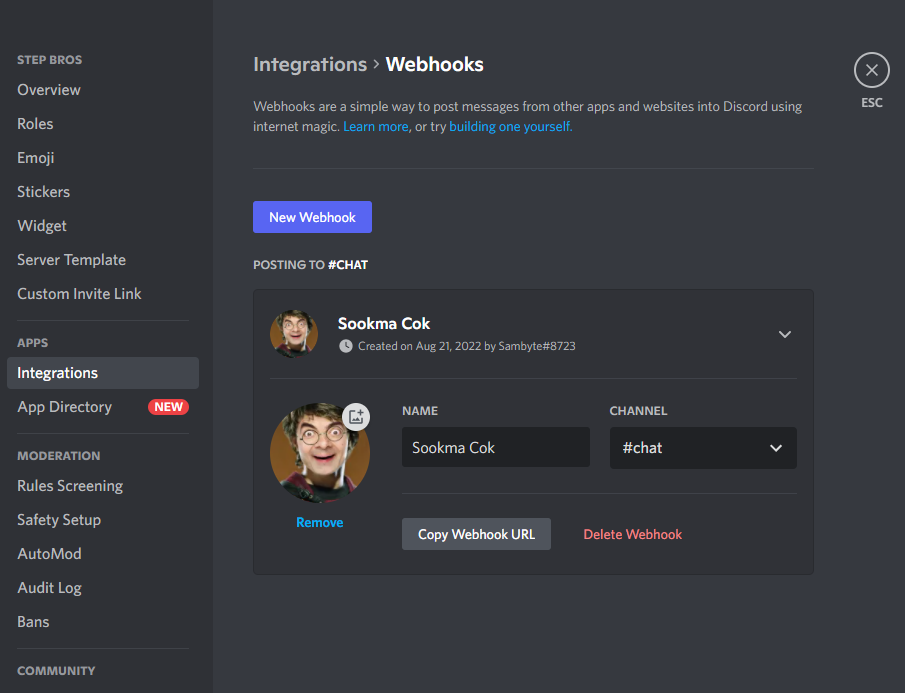 STEP BROS
Overview
Roles
Emoji
Stickers
Widget
Server Template
Custom Invite Link
APPS
Integrations
App Directory NEW
MODERATION
Rules Screening
Safety Setup
AutoMod
Audit Log
Bans
COMMUNITY
Integrations > Webhooks
Webhooks are a simple way to post messages from other apps and websites into Discord using
internet magic. Learn more, or try building one yourself.
New Webhook
POSTING TO #CHAT
Sookma Cok
Created on Aug 21, 2022 by Sambyte#8723
Remove
NAME
Sookma Cok
CHANNEL
#chat
Copy Webhook URL
Delete Webhook
ESC